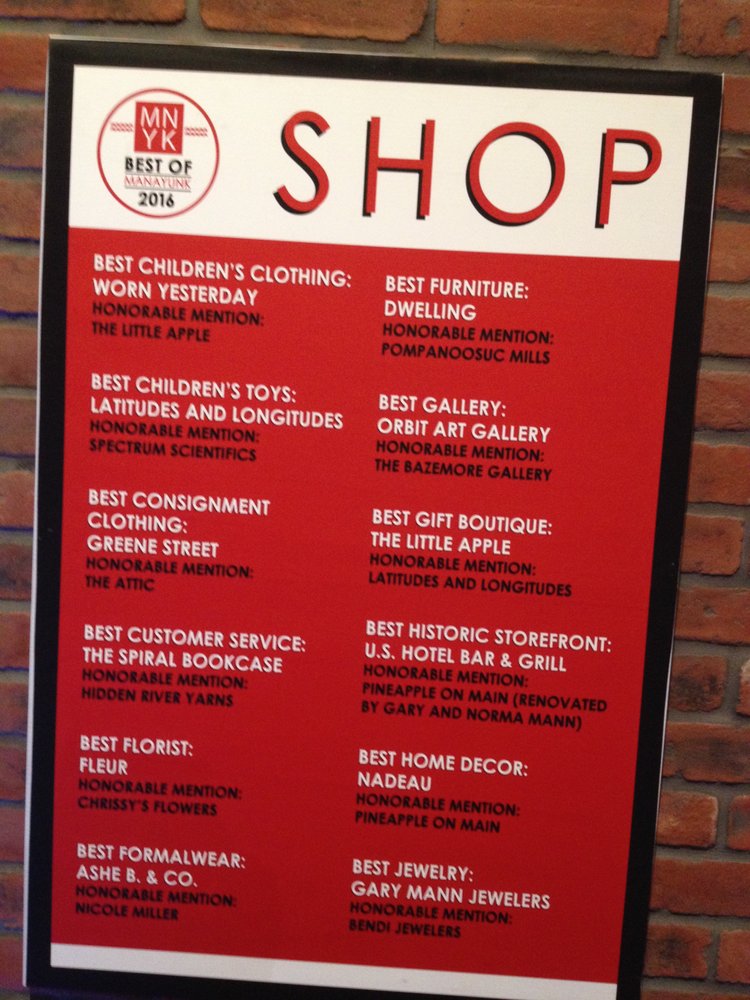 MN
YK
BEST OF
MANAYUNK
2016
SHOP
BEST CHILDREN'S CLOTHING:
WORN YESTERDAY
HONORABLE MENTION:
THE LITTLE APPLE
BEST CHILDREN'S TOYS:
LATITUDES AND LONGITUDES
HONORABLE MENTION:
SPECTRUM SCIENTIFICS
BEST CONSIGNMENT
CLOTHING:
GREENE STREET
HONORABLE MENTION:
THE ATTIC
BEST CUSTOMER SERVICE:
THE SPIRAL BOOKCASE
HONORABLE MENTION:
HIDDEN RIVER YARNS
BEST FLORIST:
FLEUR
HONORABLE MENTION:
CHRISSY'S FLOWERS
BEST FORMALWEAR:
ASHE B. & CO.
HONORABLE MENTION:
NICOLE MILLER
BEST FURNITURE:
DWELLING
HONORABLE MENTION:
POMPANOOSUC MILLS
BEST GALLERY:
ORBIT ART GALLERY
HONORABLE MENTION:
THE BAZEMORE GALLERY
BEST GIFT BOUTIQUE:
THE LITTLE APPLE
HONORABLE MENTION:
LATITUDES AND LONGITUDES
BEST HISTORIC STOREFRONT:
U.S. HOTEL BAR & GRILL
HONORABLE MENTION:
PINEAPPLE ON MAIN (RENOVATED
BY GARY AND NORMA MANN)
BEST HOME DECOR:
NADEAU
HONORABLE MENTION:
PINEAPPLE ON MAIN
BEST JEWELRY:
GARY MANN JEWELERS
HONORABLE MENTION:
BENDI JEWELERS